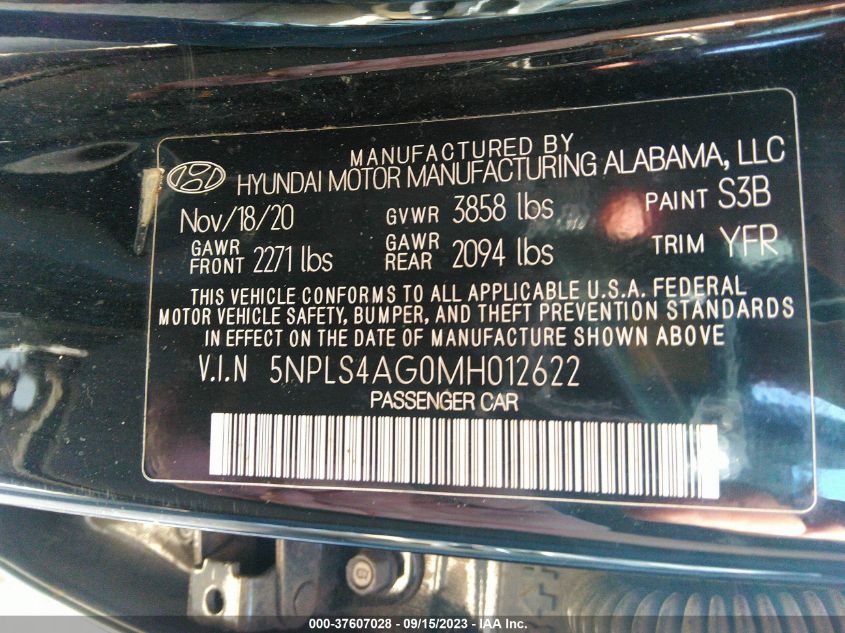 MANUFACTURED BY
HYUNDAI MOTOR MANUFACTURING ALABAMA, LLC
Nov/18/20 GVWR 3858 lbs PAINT S3B
GAWR FRONT 2271 lbs GAWR REAR 2094 lbs TRIM YFR
THIS VEHICLE CONFORMS TO ALL APPLICABLE U.S.A. FEDERAL
MOTOR VEHICLE SAFETY, BUMPER, AND THEFT PREVENTION STANDARDS
IN EFFECT ON THE DATE OF MANUFACTURE SHOWN ABOVE
V.I.N 5NPLS4AG0MH012622
PASSENGER CAR
000-37607028 - 09/15/2023 - IAA Inc.